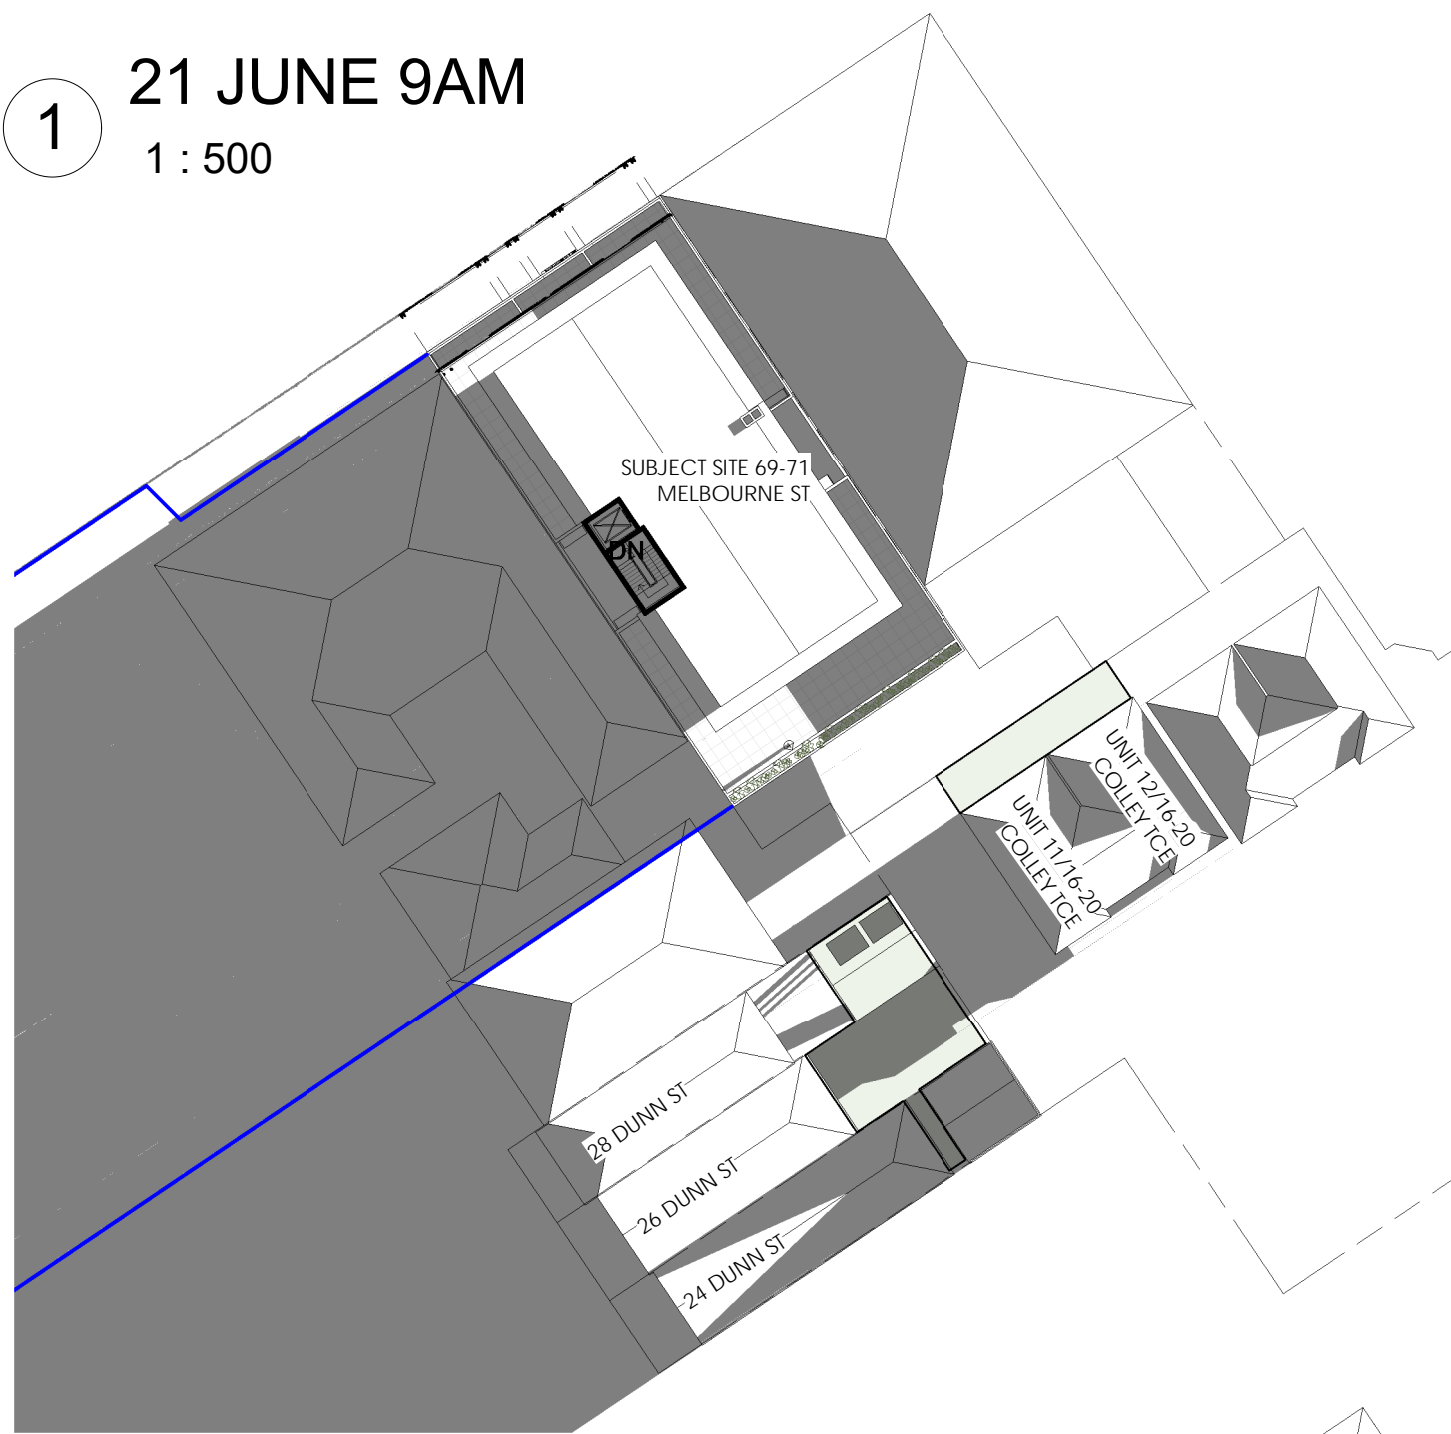 1
21 JUNE 9AM
1 : 500
SUBJECT SITE 69-71
MELBOURNE ST
DN
UNIT 12/16-20
COLLEY TCE
UNIT 11/16-20
COLLEY TCE
28 DUNN ST
26 DUNN ST
24 DUNN ST